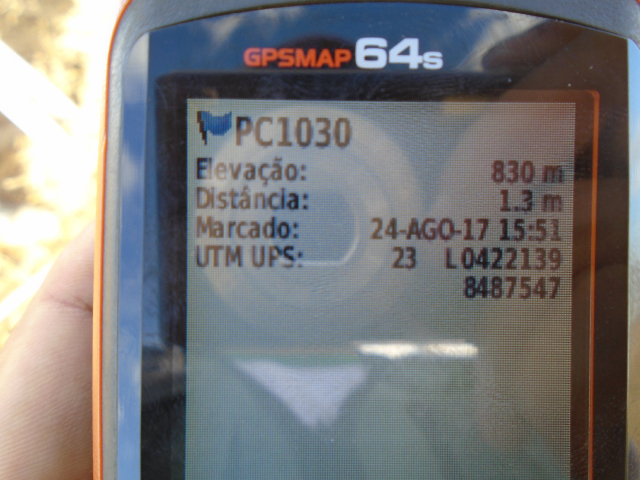 GPSMAP 64s
PC1030
Elevação: 830 m
Distância: 1.3 m
Marcado: 24-AGO-17 15:51
UTM UPS: 23 L 0422139
8487547